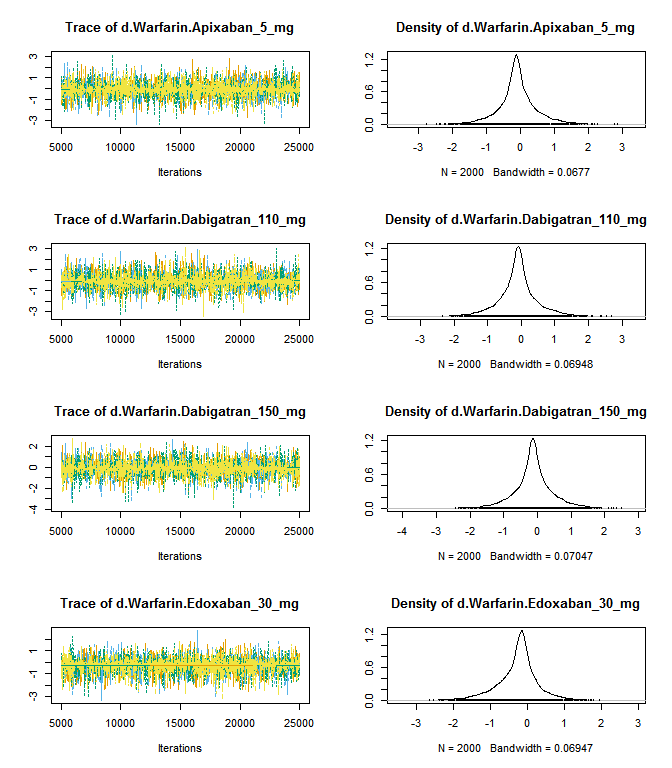 Trace of d.Warfarin.Apixaban_5_mg
3
1
-1
-3
5000 10000 15000 20000 25000
Iterations
Density of d.Warfarin.Apixaban_5_mg
1.2
0.6
0.0
-3 -2 -1 0 1 2 3
N = 2000 Bandwidth = 0.0677
Trace of d.Warfarin.Dabigatran_110_mg
3
1
-1
-3
5000 10000 15000 20000 25000
Iterations
Density of d.Warfarin.Dabigatran_110_mg
1.2
0.6
0.0
-3 -2 -1 0 1 2 3
N = 2000 Bandwidth = 0.06948
Trace of d.Warfarin.Dabigatran_150_mg
2
0
-2
-4
5000 10000 15000 20000 25000
Iterations
Density of d.Warfarin.Dabigatran_150_mg
1.2
0.6
0.0
-4 -3 -2 -1 0 1 2 3
N = 2000 Bandwidth = 0.07047
Trace of d.Warfarin.Edoxaban_30_mg
1
-1
-3
5000 10000 15000 20000 25000
Iterations
Density of d.Warfarin.Edoxaban_30_mg
1.2
0.6
0.0
-3 -2 -1 0 1 2 3
N = 2000 Bandwidth = 0.06947